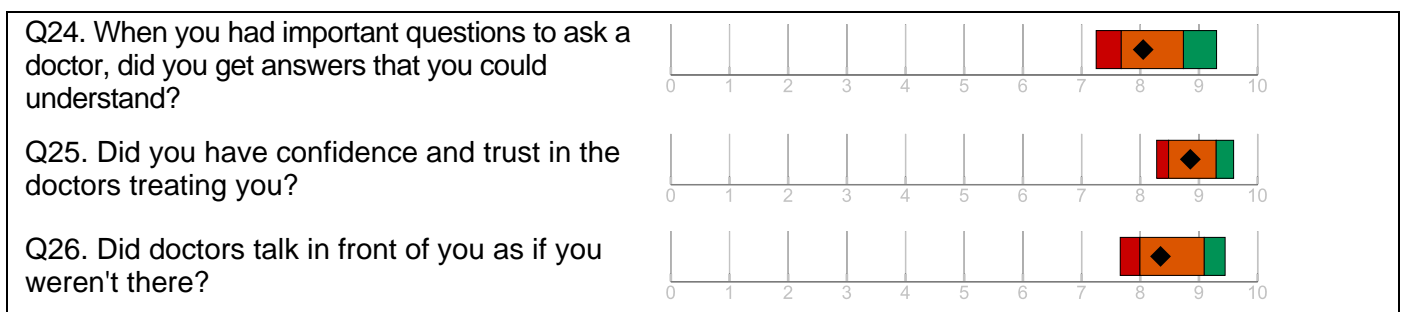 Q24. When you had important questions to ask a
doctor, did you get answers that you could
understand?
0 1 2 3 4 5 6 7 8 9 10
Q25. Did you have confidence and trust in the
doctors treating you?
0 1 2 3 4 5 6 7 8 9 10
Q26. Did doctors talk in front of you as if you
weren't there?
0 1 2 3 4 5 6 7 8 9 10